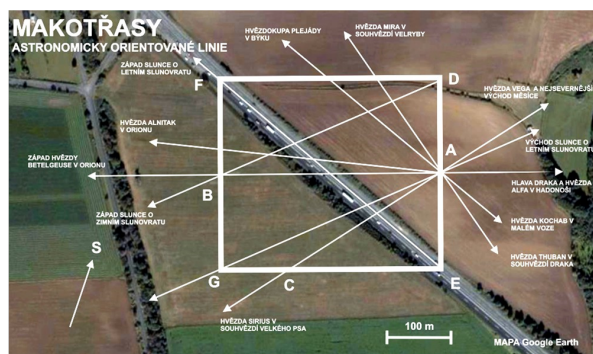 MAKOTŘASY
ASTRONOMICKY ORIENTOVANÉ LINIE
HVĚZDOKUPA PLEJÁDY
V BÝKU
HVĚZDA MIRA V
SOUHVĚZDÍ VELRYBY
ZÁPAD SLUNCE O
LETNÍM SLUNOVRATU
F
D
HVĚZDA VEGA A NEJSEVERNĚJŠÍ
VÝCHOD MĚSÍCE
HVĚZDA ALNITAK
V ORIONU
VÝCHOD SLUNCE O
LETNÍM SLUNOVRATU
A
ZÁPAD HVĚZDY
BETELGEUSE V ORIONU
B
HLAVA DRAKA A HVĚZDA
ALFA V HADONOŠI
ZÁPAD SLUNCE O
ZIMNÍM SLUNOVRATU
HVĚZDA KOCHAB V
MALÉM VOZE
S
HVĚZDA THUBAN V
SOUHVĚZDÍ DRAKA
G
C
E
HVĚZDA SIRIUS V
SOUHVĚZDÍ VELKÉHO PSA
100 m
MAPA Google Earth